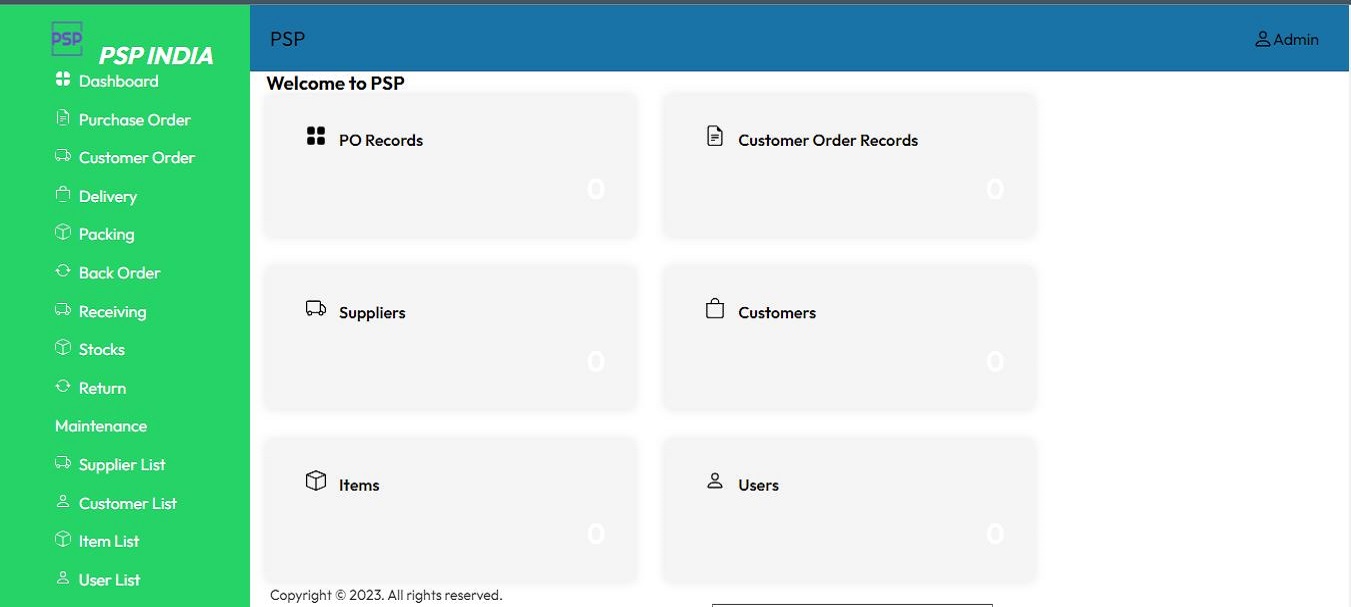 PSP
PSP INDIA
Dashboard
Purchase Order
Customer Order
Delivery
Packing
Back Order
Receiving
Stocks
Return
Maintenance
Supplier List
Customer List
Item List
User List
PSP
Admin
Welcome to PSP
PO Records
0
Customer Order Records
0
Suppliers
0
Customers
0
Items
0
Users
0
Copyright © 2023. All rights reserved.